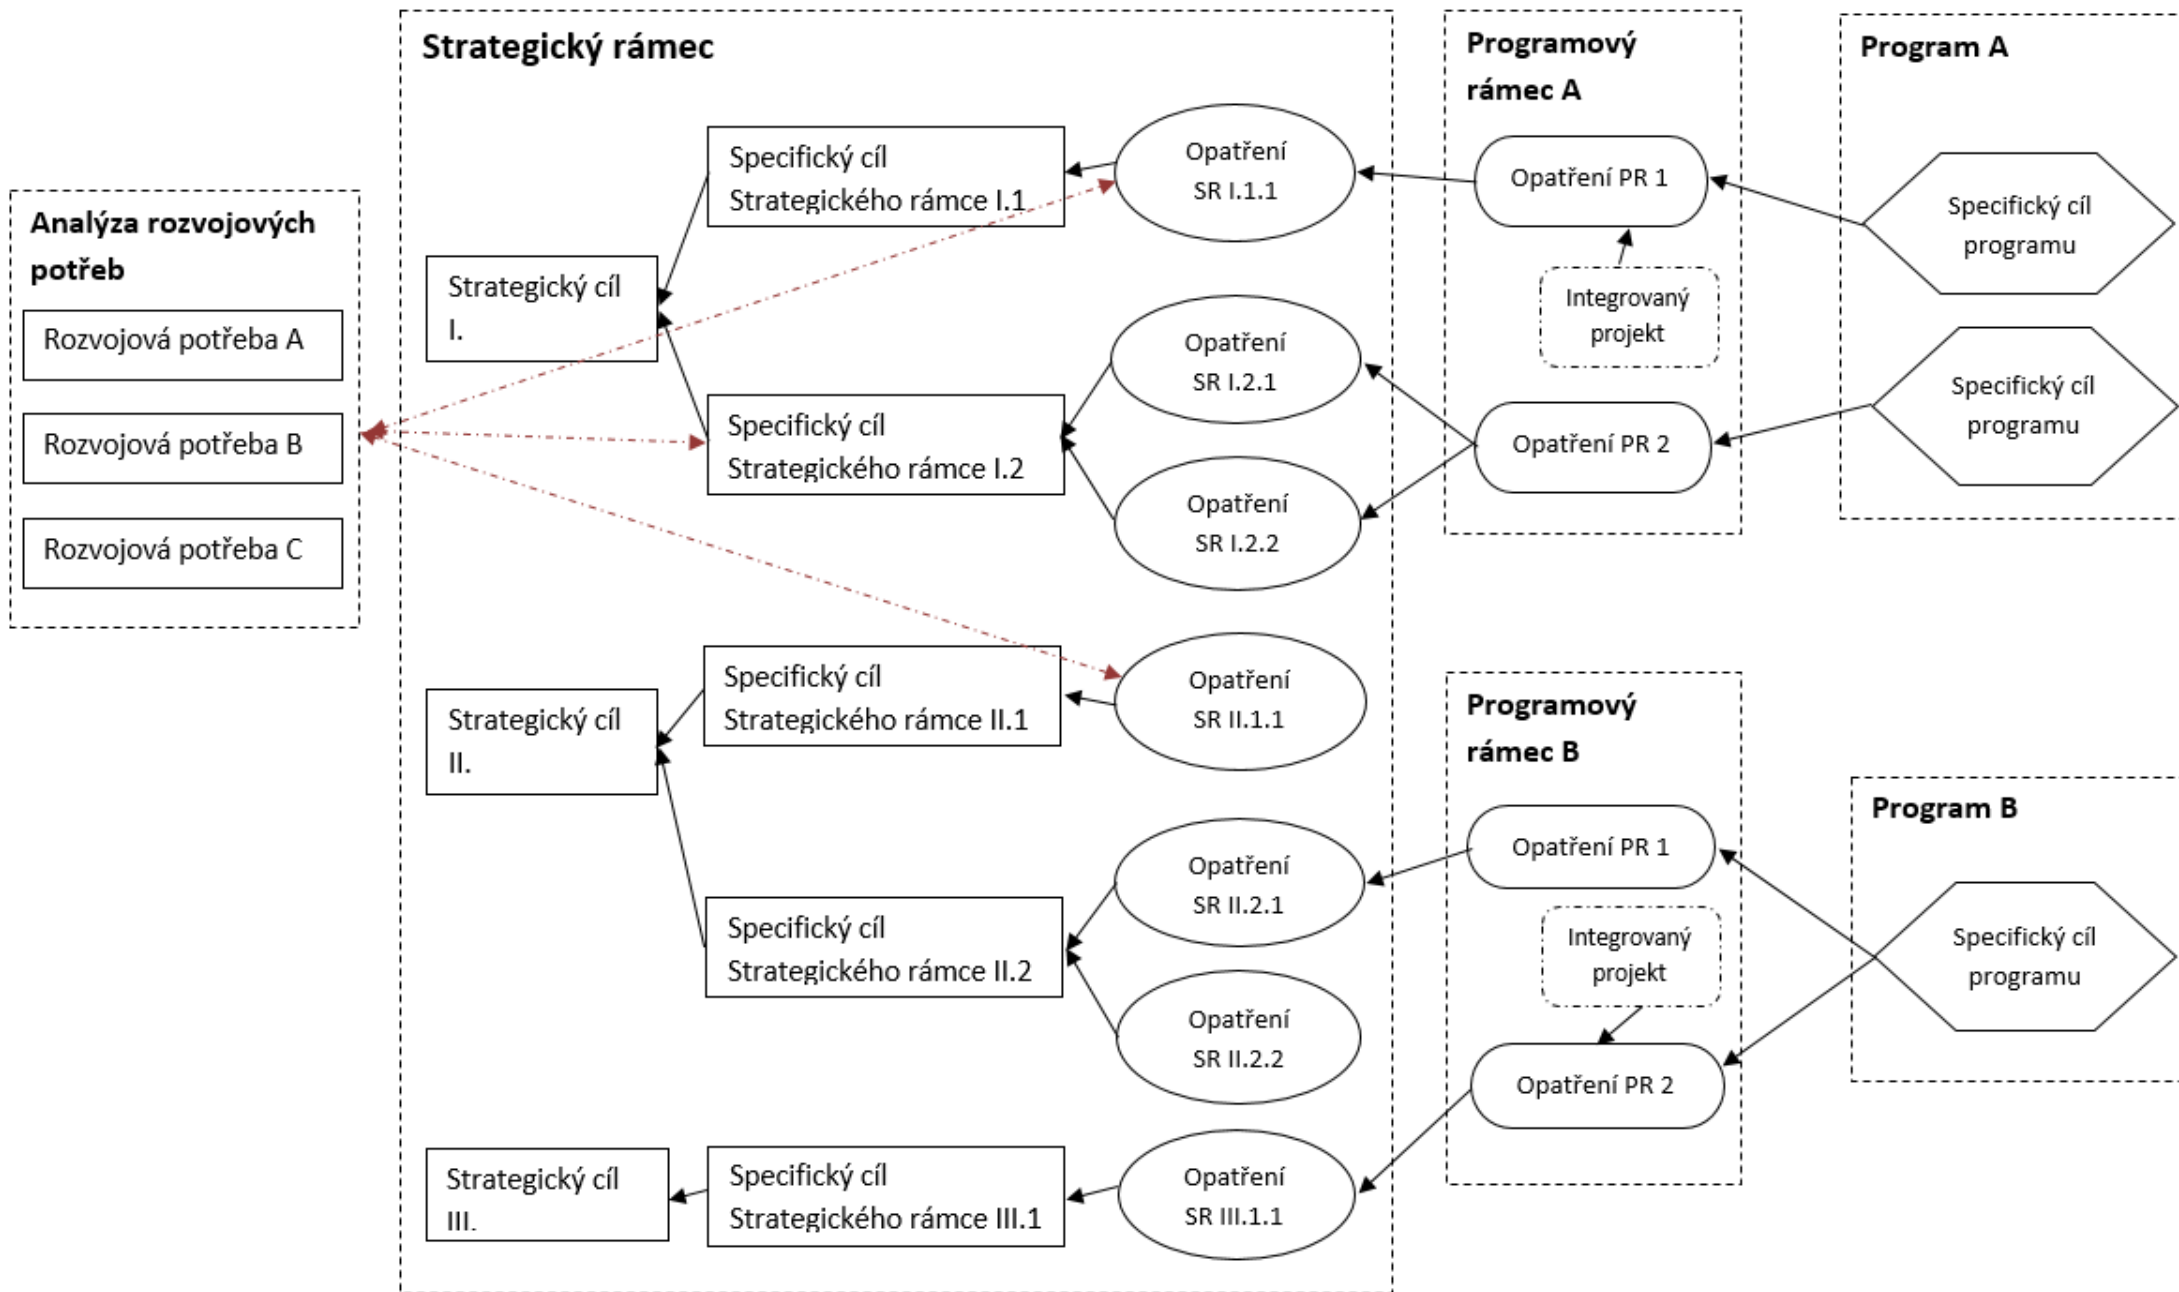 Analýza rozvojových
potřeb
Rozvojová potřeba A
Rozvojová potřeba B
Rozvojová potřeba C
Strategický rámec
Strategický cíl
I.
Specifický cíl
Strategického rámce I.1
Opatření
SR I.1.1
Specifický cíl
Strategického rámce I.2
Opatření
SR I.2.1
Opatření
SR I.2.2
Strategický cíl
II.
Specifický cíl
Strategického rámce II.1
Opatření
SR II.1.1
Specifický cíl
Strategického rámce II.2
Opatření
SR II.2.1
Opatření
SR II.2.2
Strategický cíl
III.
Specifický cíl
Strategického rámce III.1
Opatření
SR III.1.1
Programový
rámec A
Opatření PR 1
Integrovaný
projekt
Opatření PR 2
Programový
rámec B
Opatření PR 1
Integrovaný
projekt
Opatření PR 2
Program A
Specifický cíl
programu
Specifický cíl
programu
Program B
Specifický cíl
programu